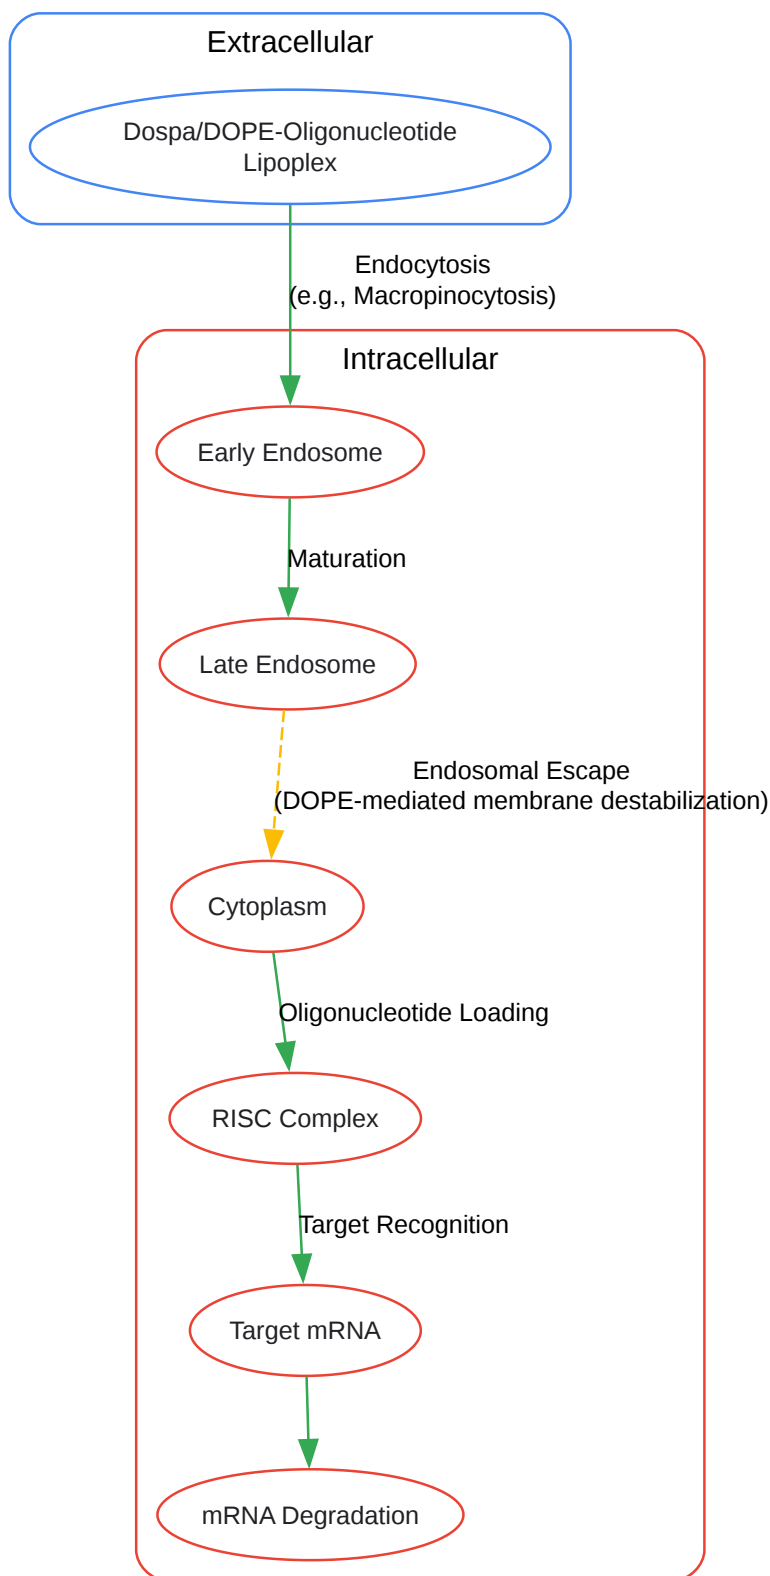 Extracellular
Dospa/DOPE-Oligonucleotide
Lipoplex
Endocytosis
(e.g., Macropinocytosis)
Intracellular
Early Endosome
Maturation
Late Endosome
Endosomal Escape
(DOPE-mediated membrane destabilization)
Cytoplasm
Oligonucleotide Loading
RISC Complex
Target Recognition
Target mRNA
mRNA Degradation